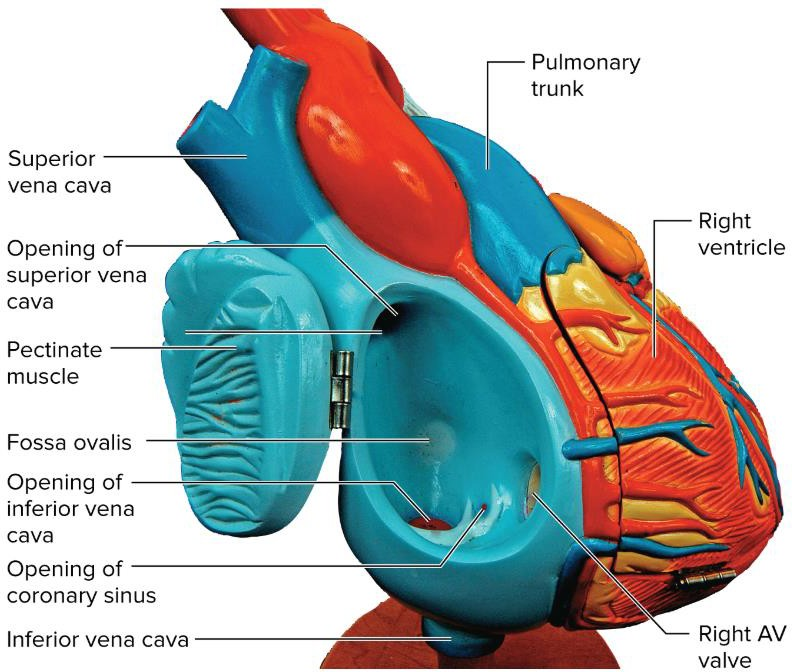 Pulmonary
trunk
Superior
vena cava
Right
ventricle
Opening of
superior vena
cava
Pectinate
muscle
Fossa ovalis
Opening of
inferior vena
cava
Opening of
coronary sinus
Inferior vena cava
Right AV
valve